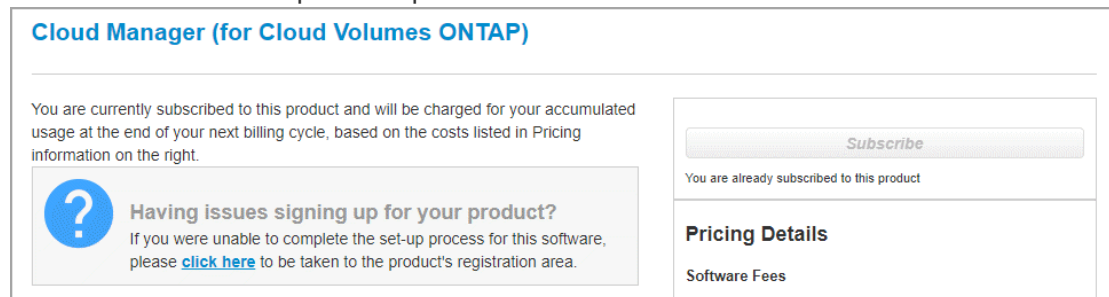 Cloud Manager (for Cloud Volumes ONTAP)
You are currently subscribed to this product and will be charged for your accumulated
usage at the end of your next billing cycle, based on the costs listed in Pricing
information on the right.
?
Having issues signing up for your product?
If you were unable to complete the set-up process for this software,
please click here to be taken to the product's registration area.
Subscribe
You are already subscribed to this product
Pricing Details
Software Fees